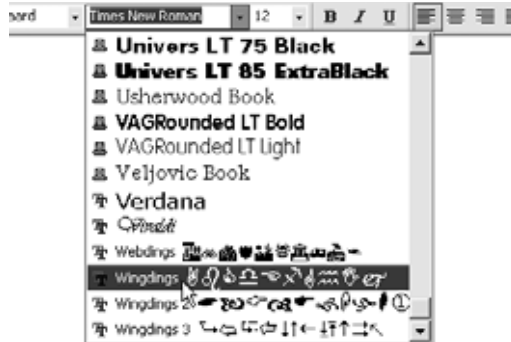 Times New Roman 12 B I U
Univers LT 75 Black
Univers LT 85 ExtraBlack
Usherwood Book
VAGRounded LT Bold
VAGRounded LT Light
Veljovic Book
Verdana
Vivaldi
Webdings
Wingdings
Wingdings 2
Wingdings 3